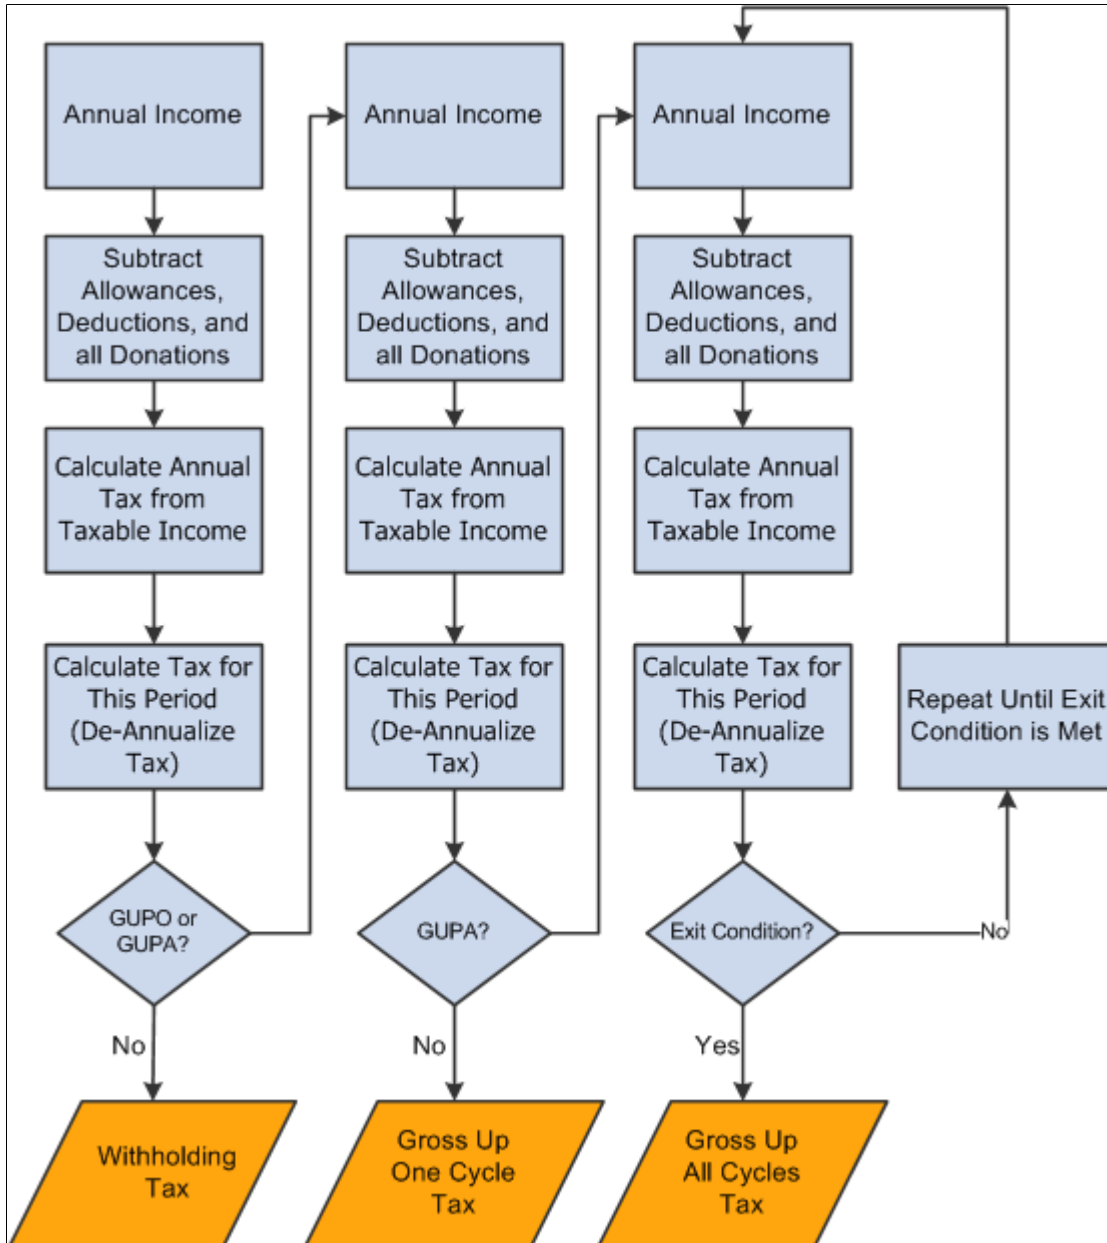 Annual Income
Subtract
Allowances,
Deductions, and
all Donations
Calculate Annual
Tax from
Taxable Income
Calculate Tax for
This Period
(De-Annualize
Tax)
GUPO or
GUPA?
No
Withholding
Tax
Annual Income
Subtract
Allowances,
Deductions, and
all Donations
Calculate Annual
Tax from
Taxable Income
Calculate Tax for
This Period
(De-Annualize
Tax)
GUPA?
No
Gross Up
One Cycle
Tax
Annual Income
Subtract
Allowances,
Deductions, and
all Donations
Calculate Annual
Tax from
Taxable Income
Calculate Tax for
This Period
(De-Annualize
Tax)
Exit Condition?
No
Repeat Until Exit
Condition is Met
Yes
Gross Up
All Cycles
Tax